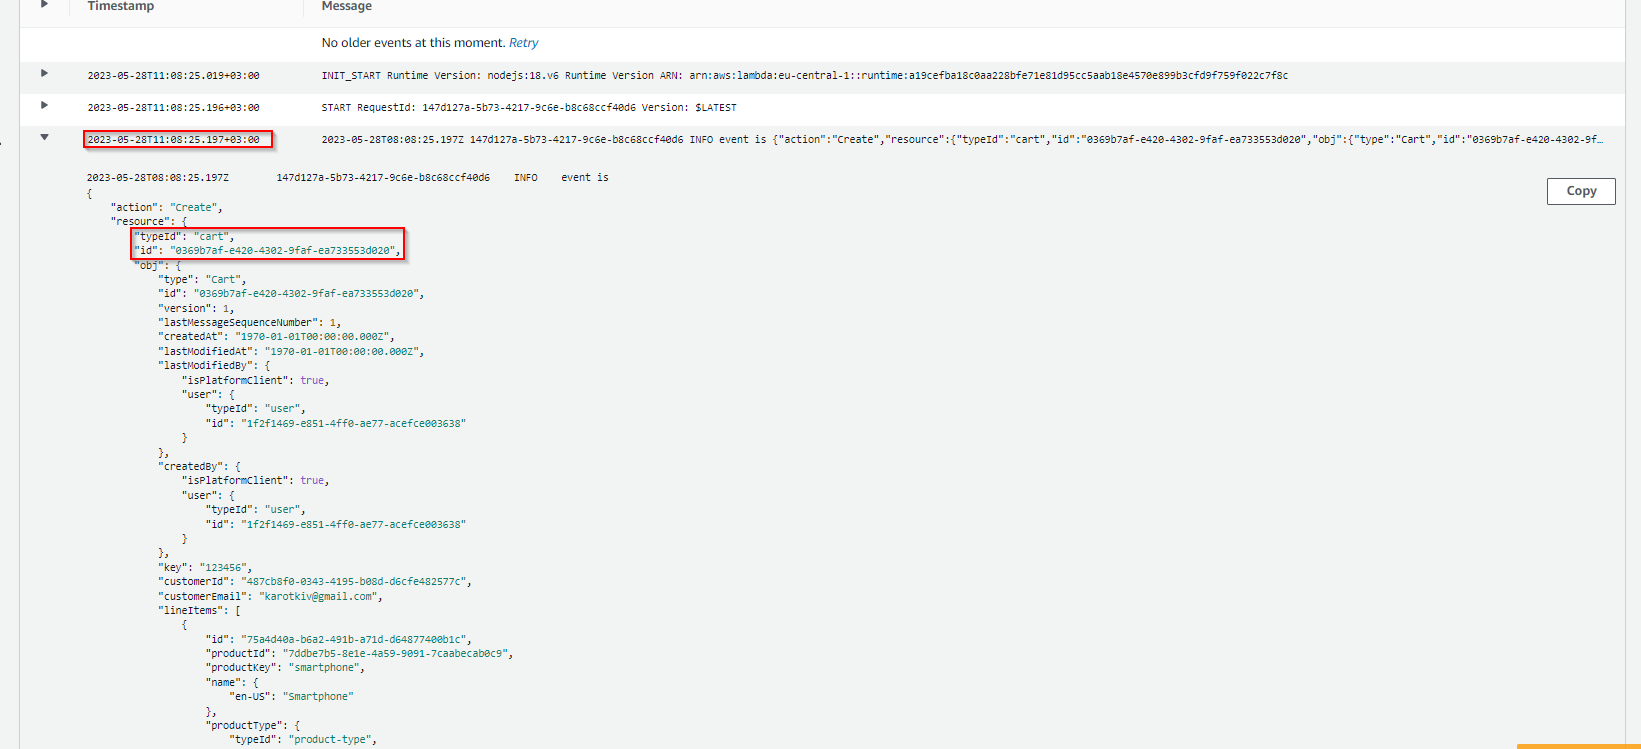 Timestamp Message
No older events at this moment. Retry
2023-05-28T11:08:25.019+03:00 INIT_START Runtime Version: nodejs:18.v6 Runtime Version ARN: arn:aws:lambda:eu-central-1::runtime:a19cefba18c0aa228bfe71e81d95cc5aab18e4570e899b3cfd9f759f022c7f8c
2023-05-28T11:08:25.196+03:00 START RequestId: 147d127a-5b73-4217-9c6e-b8c68ccf40d6 Version: $LATEST
2023-05-28T11:08:25.197+03:00 2023-05-28T08:08:25.197Z 147d127a-5b73-4217-9c6e-b8c68ccf40d6 INFO event is {"action":"Create","resource":{"typeId":"cart","id":"0369b7af-e420-4302-9faf-ea733553d020","obj":{"type":"Cart","id":"0369b7af-e420-4302-9f…
2023-05-28T08:08:25.197Z 147d127a-5b73-4217-9c6e-b8c68ccf40d6 INFO event is
Copy
{
"action": "Create",
"resource": {
"typeId": "cart",
"id": "0369b7af-e420-4302-9faf-ea733553d020",
"obj": {
"type": "Cart",
"id": "0369b7af-e420-4302-9faf-ea733553d020",
"version": 1,
"lastMessageSequenceNumber": 1,
"createdAt": "1970-01-01T00:00:00.000Z",
"lastModifiedAt": "1970-01-01T00:00:00.000Z",
"lastModifiedBy": {
"isPlatformClient": true,
"user": {
"typeId": "user",
"id": "1f2f1469-e851-4ff0-ae77-acefce003638"
}
},
"createdBy": {
"isPlatformClient": true,
"user": {
"typeId": "user",
"id": "1f2f1469-e851-4ff0-ae77-acefce003638"
}
},
"key": "123456",
"customerId": "487cb8f0-0343-4195-b08d-d6cfe482577c",
"customerEmail": "karotkiv@gmail.com",
"lineItems": [
{
"id": "75a4d40a-b6a2-491b-a71d-d64877400b1c",
"productId": "7ddbe7b5-8e1e-4a59-9091-7caabecab0c9",
"productKey": "smartphone",
"name": {
"en-US": "Smartphone"
},
"productType": {
"typeId": "product-type",